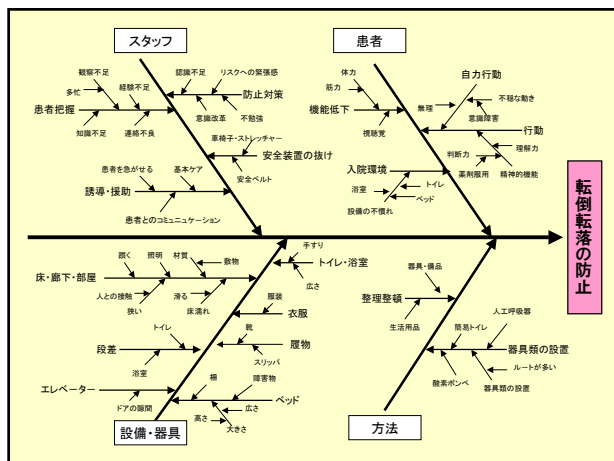 スタッフ
患者
観察不足
多忙
経験不足
認識不足
リスクへの緊張感
防止対策
患者把握
知識不足
連絡不良
意識改革
不勉強
車椅子・ストレッチャー
安全装置の抜け
安全ベルト
患者を急がせる
基本ケア
誘導・援助
患者とのコミュニュケーション
体力
筋力
機能低下
視聴覚
自力行動
無理
不穏な動き
意識障害
行動
理解力
判断力
薬剤服用
精神的機能
入院環境
浴室
トイレ
ベッド
設備の不慣れ
転倒転落の防止
躓く
照明
材質
敷物
床・廊下・部屋
人との接触
狭い
滑る
床濡れ
手すり
トイレ・浴室
広さ
服装
衣服
トイレ
段差
浴室
靴
履物
スリッパ
エレベーター
ドアの隙間
柵
障害物
ベッド
広さ
高さ
大きさ
設備・器具
器具・備品
整理整頓
生活用品
人工呼吸器
簡易トイレ
器具類の設置
酸素ボンベ
ルートが多い
器具類の設置
方法